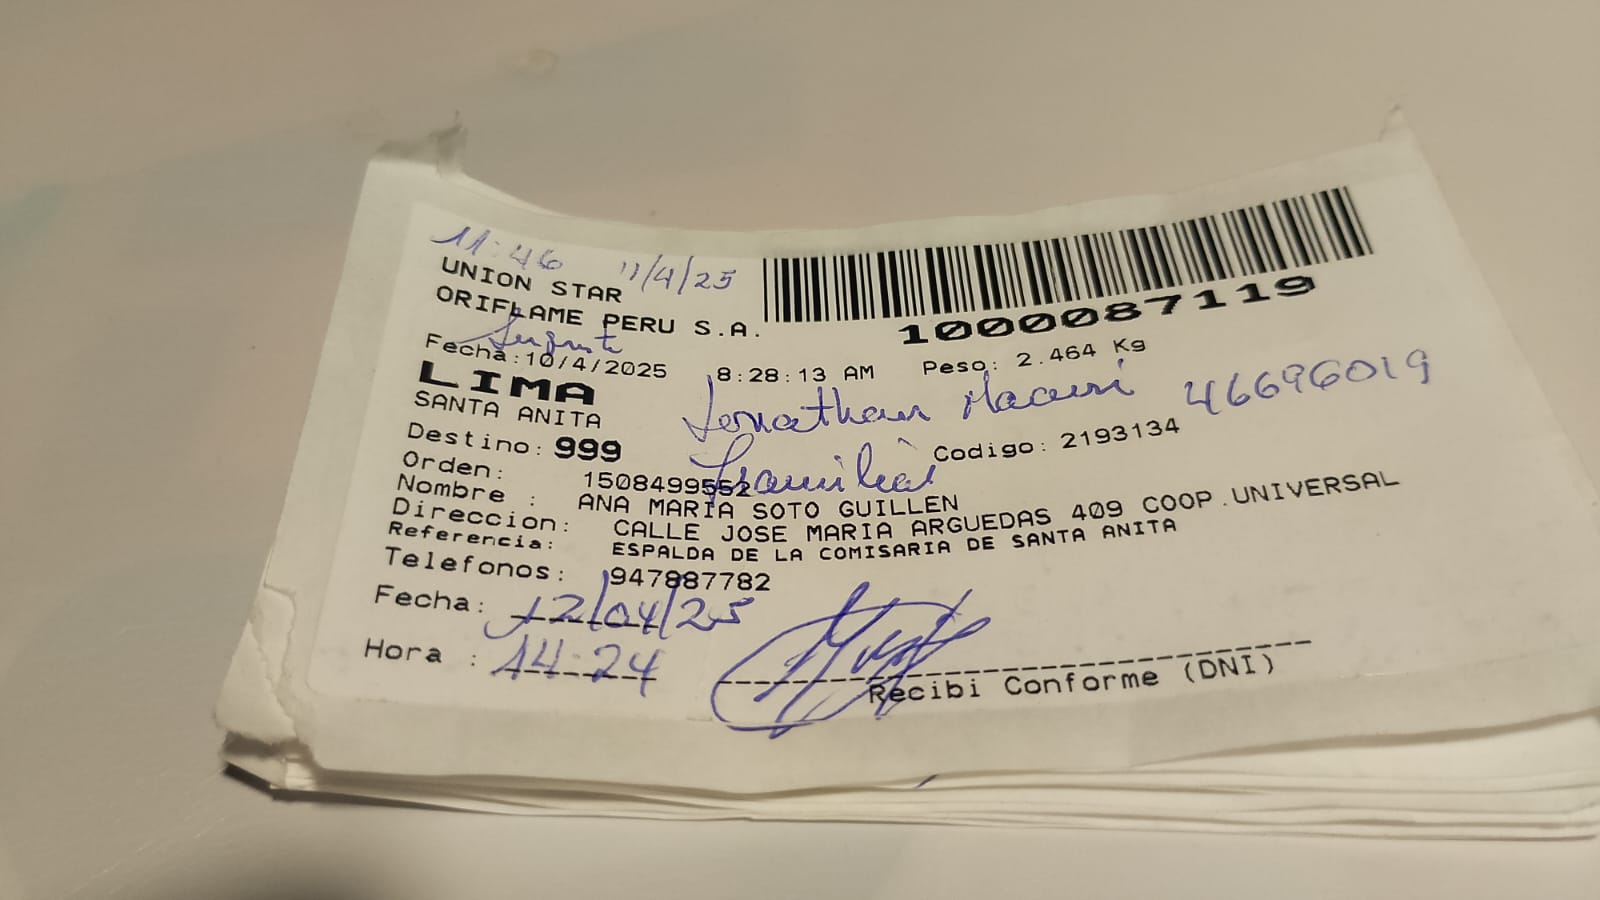 11:46 11/4/25
UNION STAR
ORIFLAME PERU S.A.
1000087119
Fecha:10/4/2025 8:28:13 AM Peso: 2.464 Kg
LIMA
SANTA ANITA
Jonathan Macuri 46696019
Familiar
Destino: 999 Codigo: 2193134
Orden: 1508499552
Nombre : ANA MARIA SOTO GUILLEN
Direccion: CALLE JOSE MARIA ARGUEDAS 409 COOP.UNIVERSAL
Referencia: ESPALDA DE LA COMISARIA DE SANTA ANITA
Telefonos: 947887782
Fecha: 12/04/25
Hora : 14:24
Recibi Conforme (DNI)